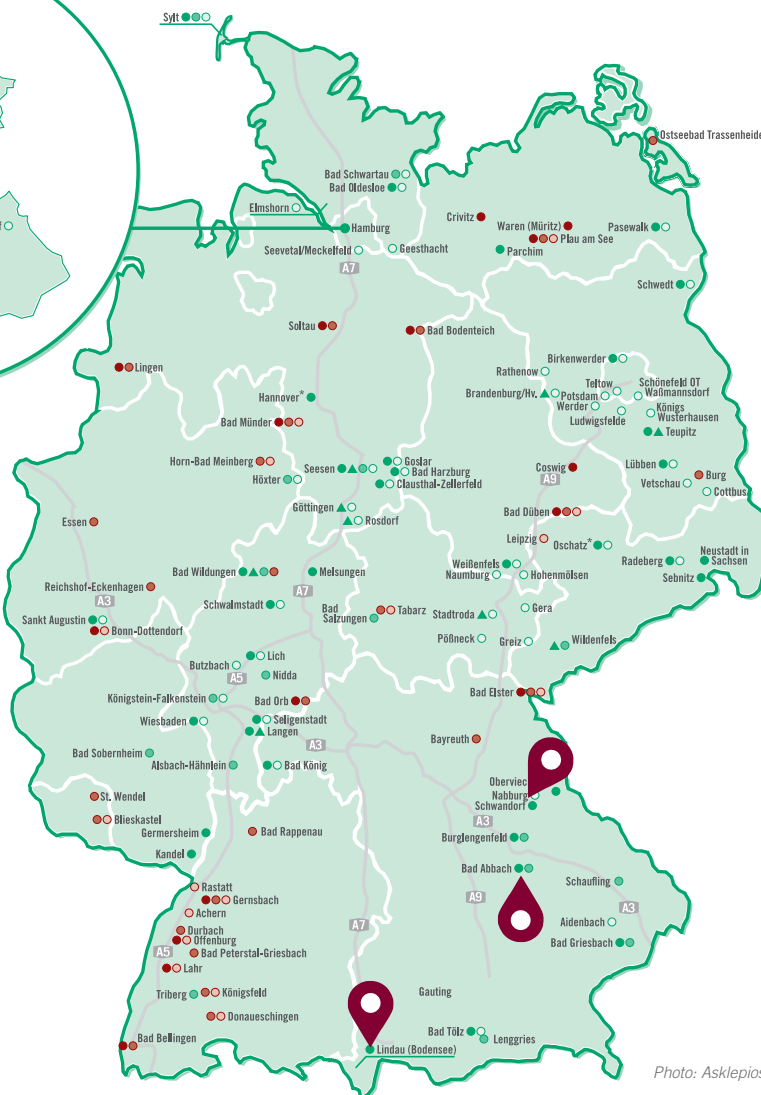 Sylt
Ostseebad Trassenheide
Bad Schwartau
Bad Oldesloe
Elmshorn
Crivitz
Waren (Müritz)
Pasewalk
Hamburg
Plau am See
Seevetal/Meckelfeld
Geesthacht
Parchim
A7
Schwedt
Soltau
Bad Bodenteich
Birkenwerder
Lingen
Rathenow
Teltow
Schönefeld OT
Waßmannsdorf
Brandenburg/Hv.
Potsdam
Hannover*
Werder
Königs
Wusterhausen
Ludwigsfelde
Bad Münder
Teupitz
Horn-Bad Meinberg
Seesen
Goslar
Bad Harzburg
Coswig
Lübben
Höxter
Clausthal-Zellerfeld
A9
Burg
Vetschau
Cottbus
Göttingen
Bad Düben
Essen
Rosdorf
Leipzig
Oschatz*
Neustadt in
Sachsen
Bad Wildungen
Melsungen
Weißenfels
Radeberg
Naumburg
Hohenmölsen
Sebnitz
Reichshof-Eckenhagen
A7
A3
Schwalmstadt
Bad
Salzungen
Tabarz
Gera
Sankt Augustin
Stadtroda
Bonn-Dottendorf
Pößneck
Greiz
Wildenfels
Lich
Butzbach
A5
Nidda
Königstein-Falkenstein
Bad Orb
Bad Elster
Wiesbaden
Seligenstadt
Langen
A3
Bayreuth
Bad Sobernheim
Alsbach-Hähnlein
Bad König
Oberviec
St. Wendel
Nabburg
Schwandorf
Blieskastel
A3
Germersheim
Bad Rappenau
Burglengenfeld
Kandel
Bad Abbach
Schaufling
Rastatt
Gernsbach
A9
A3
Achern
Aidenbach
Durbach
A7
Offenburg
Bad Griesbach
A5
Bad Peterstal-Griesbach
Lahr
Triberg
Königsfeld
Gauting
Donaueschingen
Bad Tölz
Bad Bellingen
Lenggries
Lindau (Bodensee)
Photo: Asklepios